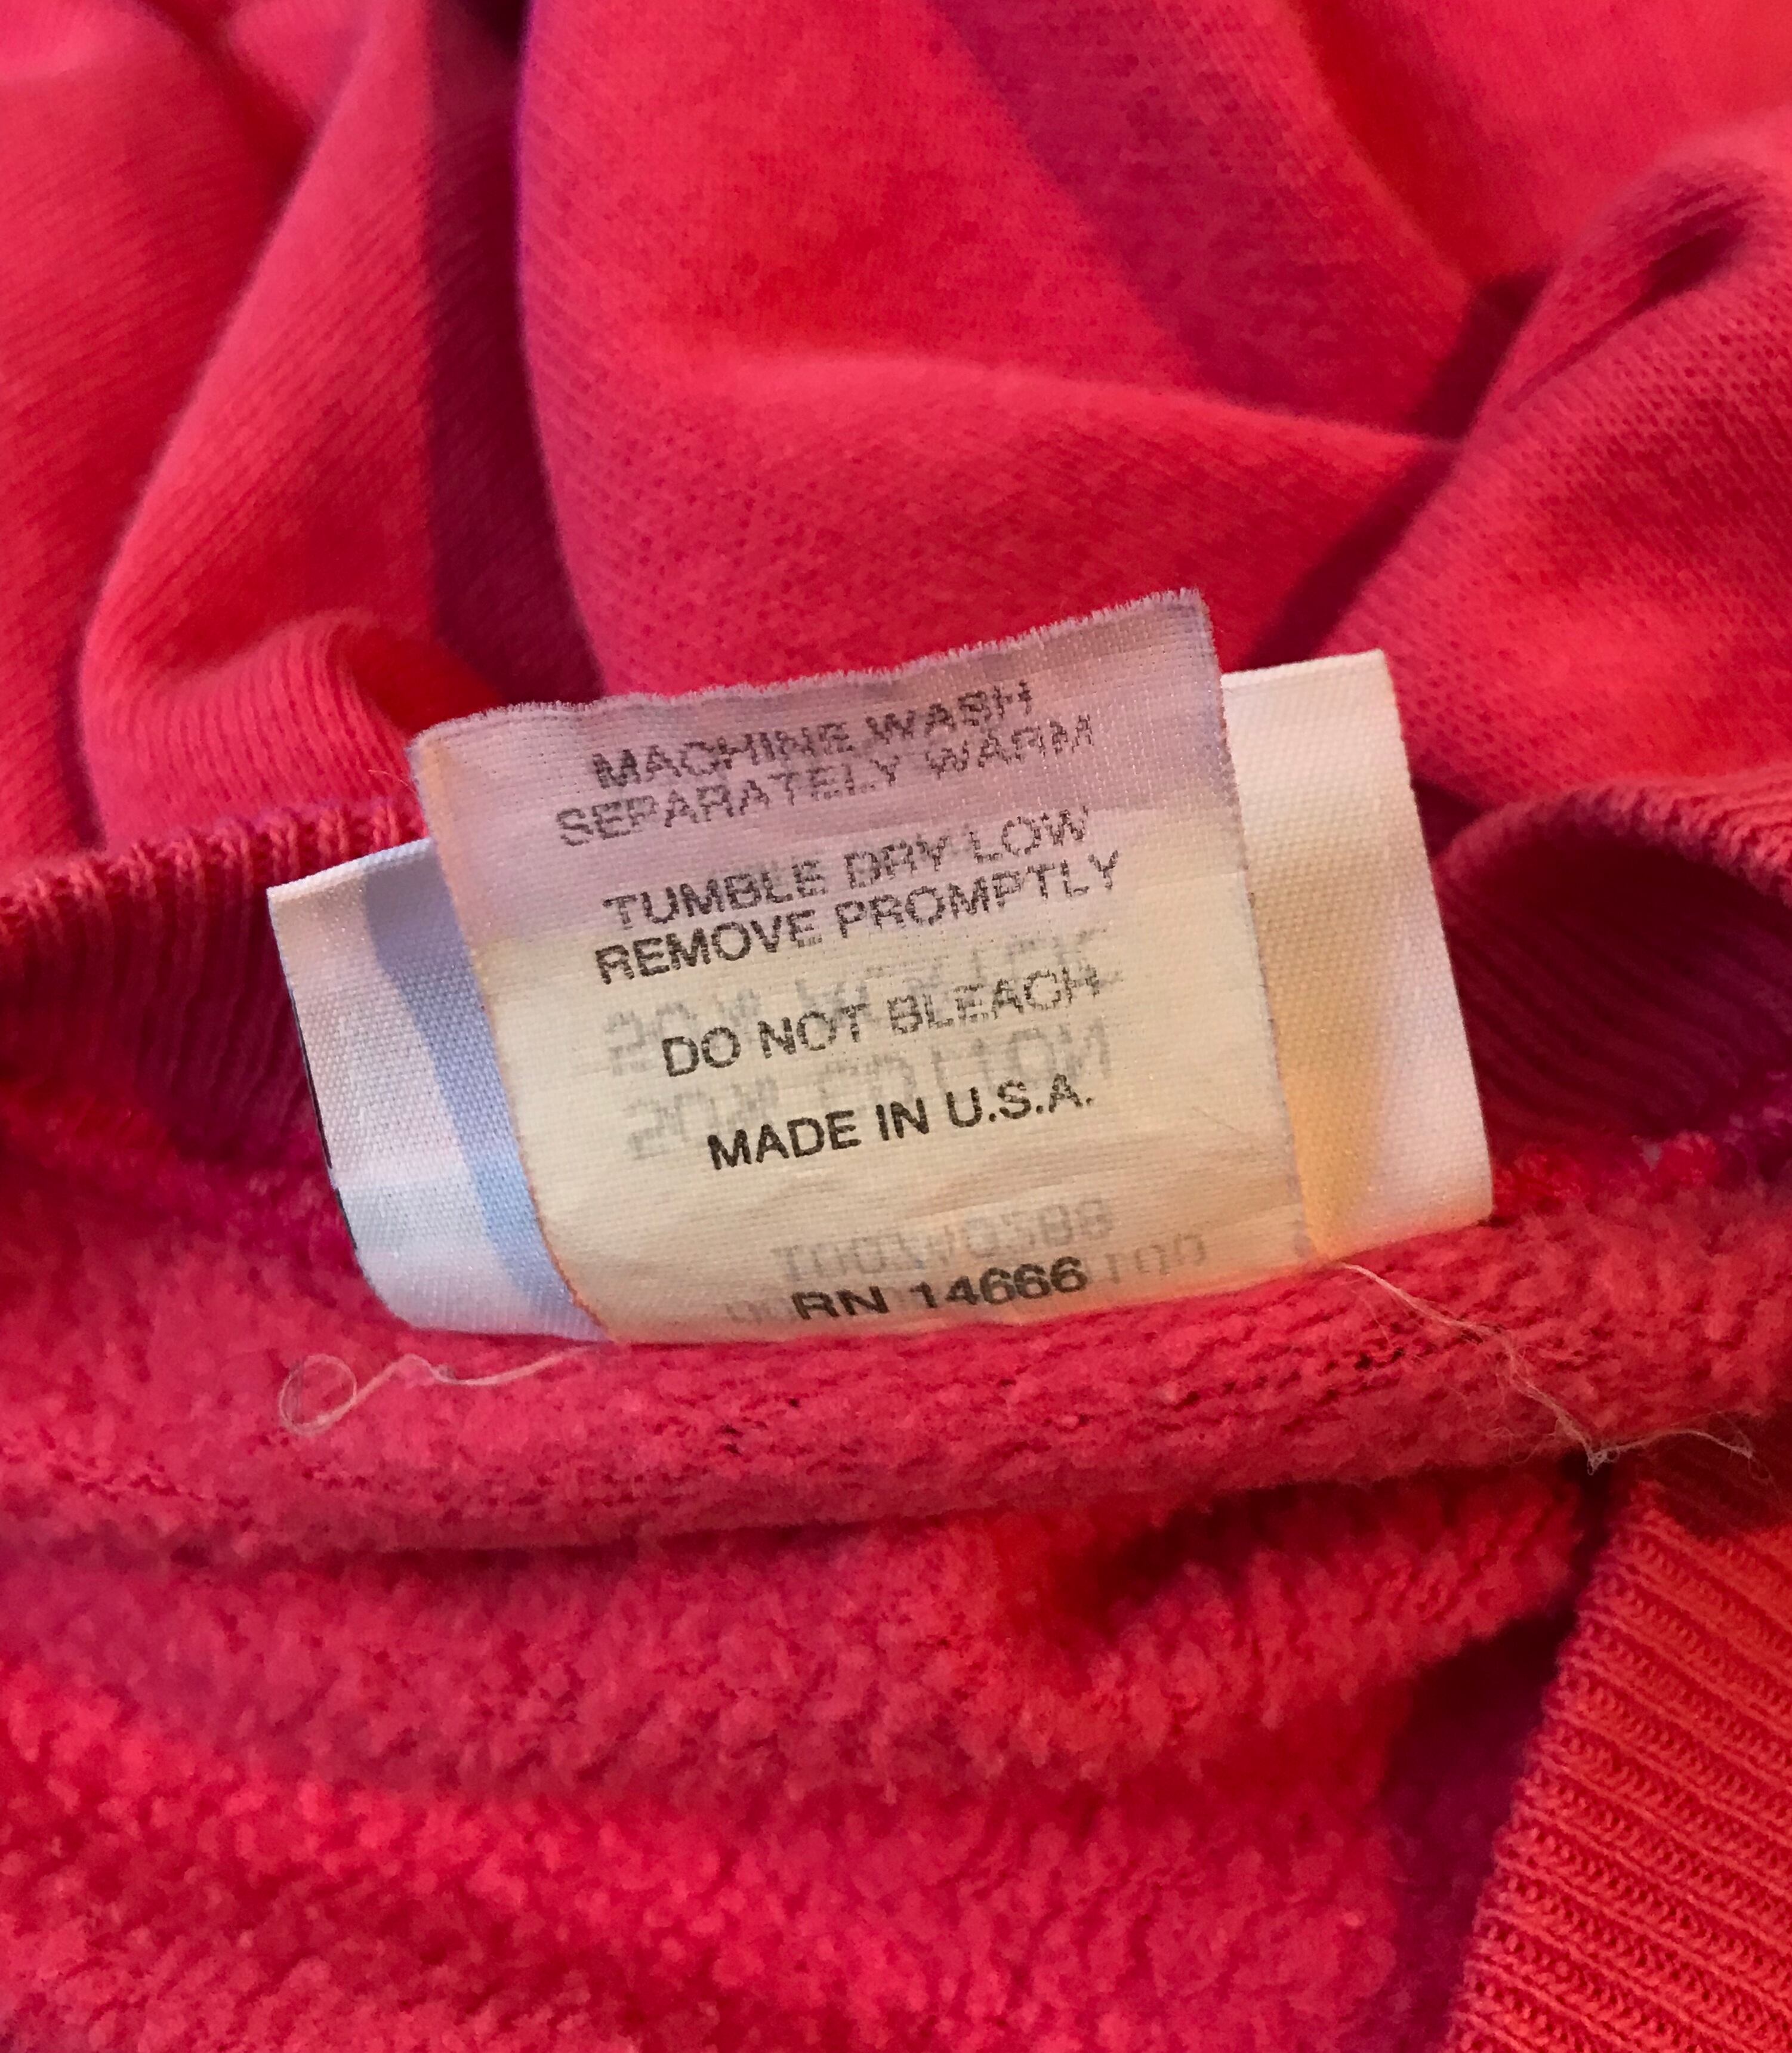 MACHINE WASH
SEPARATELY WARM
TUMBLE DRY LOW
REMOVE PROMPTLY
DO NOT BLEACH
MADE IN U.S.A.
RN 14666